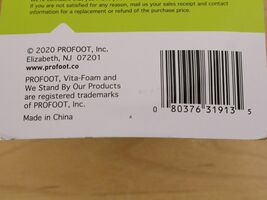 If you are not satisfied for any reason, mail us your sales receipt and contact
information for a replacement or refund of the purchase price.
© 2020 PROFOOT, Inc.
Elizabeth, NJ 07201
www.profoot.co
PROFOOT, Vita-Foam and
We Stand By Our Products
are registered trademarks
of PROFOOT, Inc.
Made in China
0 80376 31913 5